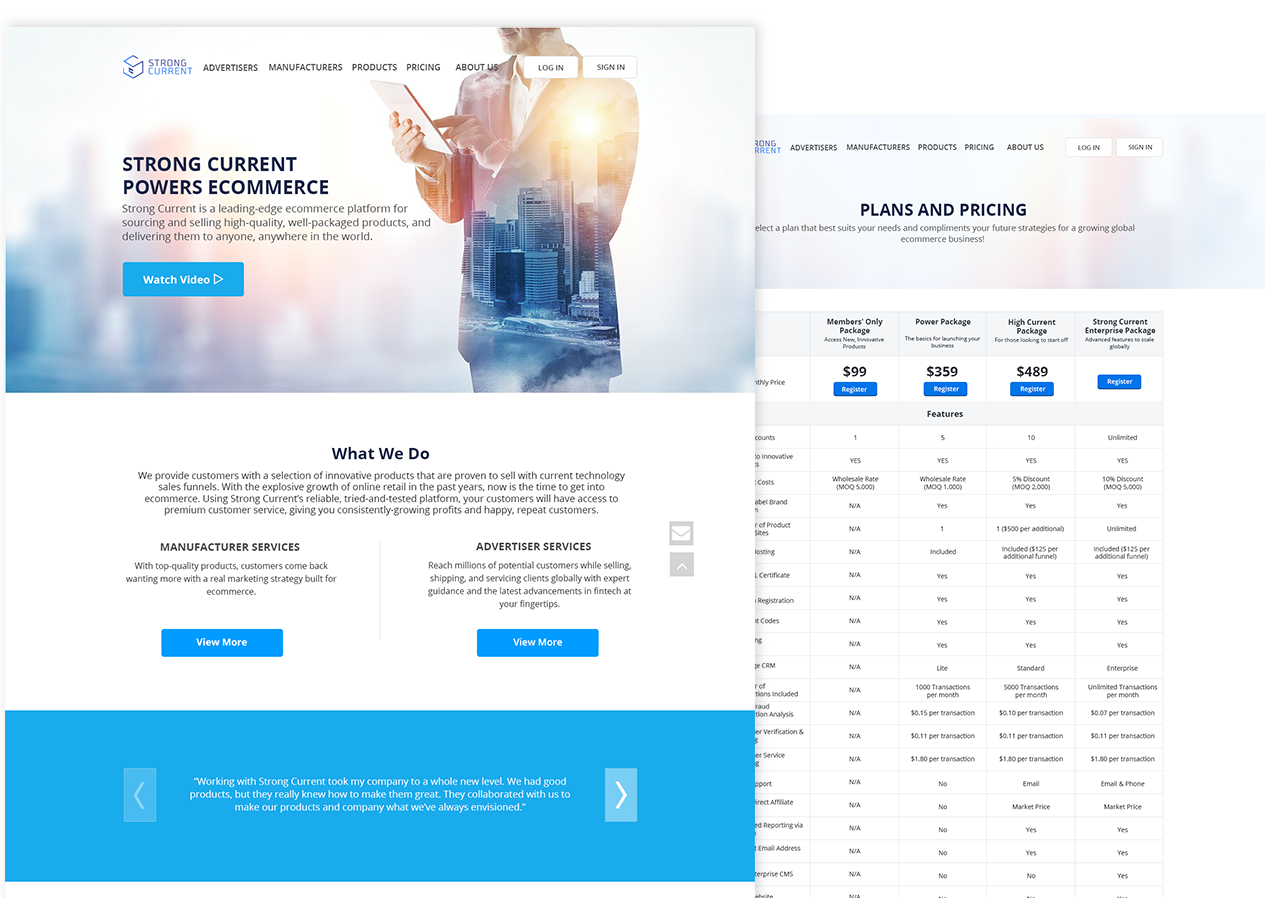 STRONG
CURRENT
ADVERTISERS MANUFACTURERS PRODUCTS PRICING ABOUT US LOG IN SIGN IN
STRONG CURRENT
POWERS ECOMMERCE
Strong Current is a leading-edge ecommerce platform for
sourcing and selling high-quality, well-packaged products, and
delivering them to anyone, anywhere in the world.
Watch Video
What We Do
We provide customers with a selection of innovative products that are proven to sell with current technology
sales funnels. With the explosive growth of online retail in the past years, now is the time to get into
ecommerce. Using Strong Current's reliable, tried-and-tested platform, your customers will have access to
premium customer service, giving you consistently-growing profits and happy, repeat customers.
MANUFACTURER SERVICES
With top-quality products, customers come back
wanting more with a real marketing strategy built for
ecommerce.
View More
ADVERTISER SERVICES
Reach millions of potential customers while selling,
shipping, and servicing clients globally with expert
guidance and the latest advancements in fintech at
your fingertips.
View More
"Working with Strong Current took my company to a whole new level. We had good
products, but they really knew how to make them great. They collaborated with us to
make our products and company what we've always envisioned."
RONG
RRENT
ADVERTISERS MANUFACTURERS PRODUCTS PRICING ABOUT US LOG IN SIGN IN
PLANS AND PRICING
elect a plan that best suits your needs and compliments your future strategies for a growing global
ecommerce business!
Members' Only
Package
Access New, Innovative
Products
Power Package
The basics for launching your
business
High Current
Package
For those looking to start off
Strong Current
Enterprise Package
Advanced features to scale
globally
nthly Price
$99 $359 $489
Register Register Register Register
Features
counts 1 5 10 Unlimited
to Innovative
ts
YES YES YES YES
t Costs
Wholesale Rate
(MOQ 5,000)
Wholesale Rate
(MOQ 1,000)
5% Discount
(MOQ 2,000)
10% Discount
(MOQ 5,000)
abel Brand
n
N/A Yes Yes Yes
r of Product
Sites
N/A 1 1 ($500 per additional) Unlimited
osting
N/A Included
Included ($125 per
additional funnel)
Included ($125 per
additional funnel)
L Certificate N/A Yes Yes Yes
n Registration N/A Yes Yes Yes
nt Codes N/A Yes Yes Yes
ng
N/A Yes Yes Yes
ge CRM N/A Lite Standard Enterprise
r of
tions Included
N/A
1000 Transactions
per month
5000 Transactions
per month
Unlimited Transactions
per month
raud
tion Analysis
N/A $0.15 per transaction $0.10 per transaction $0.07 per transaction
er Verification &
g
N/A $0.11 per transaction $0.11 per transaction $0.11 per transaction
er Service
g
N/A $1.80 per transaction $1.80 per transaction $1.80 per transaction
pport N/A No Email Email & Phone
irect Affiliate
N/A No Market Price Market Price
ed Reporting via
N/A No Yes Yes
t Email Address
N/A No Yes Yes
terprise CMS N/A No No Yes
ebsite N/A No No Yes